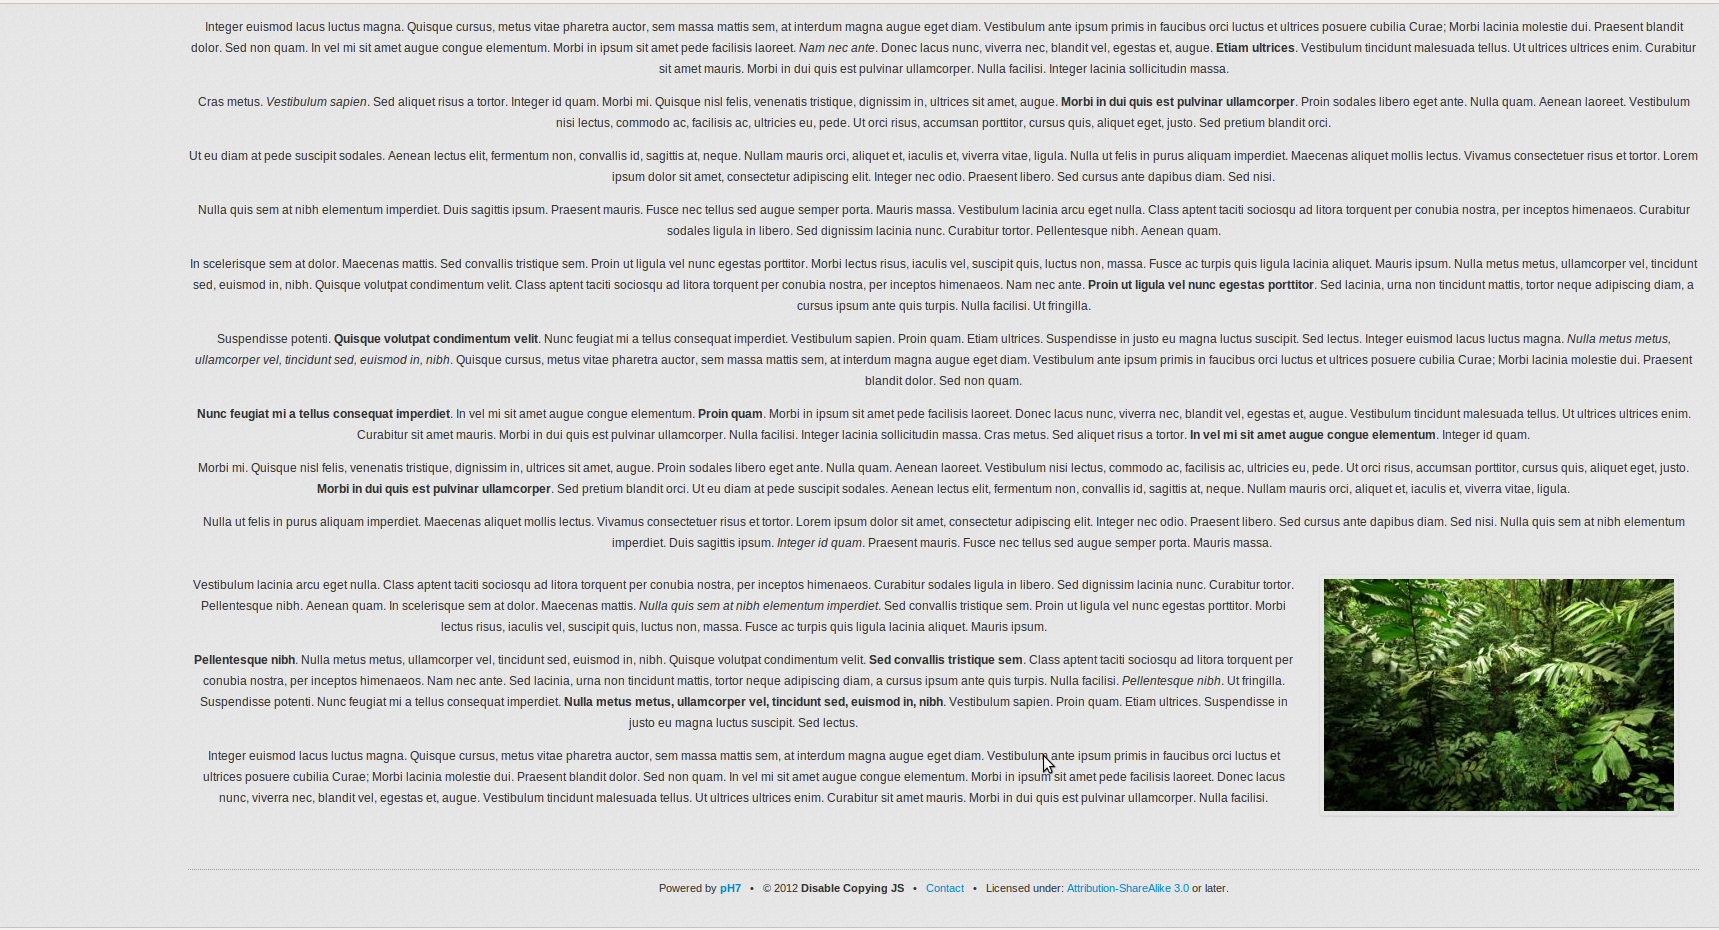 Integer euismod lacus luctus magna. Quisque cursus, metus vitae pharetra auctor, sem massa mattis sem, at interdum magna augue eget diam. Vestibulum ante ipsum primis in faucibus orci luctus et ultrices posuere cubilia Curae; Morbi lacinia molestie dui. Praesent blandit
dolor. Sed non quam. In vel mi sit amet augue congue elementum. Morbi in ipsum sit amet pede facilisis laoreet. Nam nec ante. Donec lacus nunc, viverra nec, blandit vel, egestas et, augue. Etiam ultrices. Vestibulum tincidunt malesuada tellus. Ut ultrices ultrices enim. Curabitur
sit amet mauris. Morbi in dui quis est pulvinar ullamcorper. Nulla facilisi. Integer lacinia sollicitudin massa.
Cras metus. Vestibulum sapien. Sed aliquet risus a tortor. Integer id quam. Morbi mi. Quisque nisl felis, venenatis tristique, dignissim in, ultrices sit amet, augue. Morbi in dui quis est pulvinar ullamcorper. Proin sodales libero eget ante. Nulla quam. Aenean laoreet. Vestibulum
nisi lectus, commodo ac, facilisis ac, ultricies eu, pede. Ut orci risus, accumsan porttitor, cursus quis, aliquet eget, justo. Sed pretium blandit orci.
Ut eu diam at pede suscipit sodales. Aenean lectus elit, fermentum non, convallis id, sagittis at, neque. Nullam mauris orci, aliquet et, iaculis et, viverra vitae, ligula. Nulla ut felis in purus aliquam imperdiet. Maecenas aliquet mollis lectus. Vivamus consectetuer risus et tortor. Lorem
ipsum dolor sit amet, consectetur adipiscing elit. Integer nec odio. Praesent libero. Sed cursus ante dapibus diam. Sed nisi.
Nulla quis sem at nibh elementum imperdiet. Duis sagittis ipsum. Praesent mauris. Fusce nec tellus sed augue semper porta. Mauris massa. Vestibulum lacinia arcu eget nulla. Class aptent taciti sociosqu ad litora torquent per conubia nostra, per inceptos himenaeos. Curabitur
sodales ligula in libero. Sed dignissim lacinia nunc. Curabitur tortor. Pellentesque nibh. Aenean quam.
In scelerisque sem at dolor. Maecenas mattis. Sed convallis tristique sem. Proin ut ligula vel nunc egestas porttitor. Morbi lectus risus, iaculis vel, suscipit quis, luctus non, massa. Fusce ac turpis quis ligula lacinia aliquet. Mauris ipsum. Nulla metus metus, ullamcorper vel, tincidunt
sed, euismod in, nibh. Quisque volutpat condimentum velit. Class aptent taciti sociosqu ad litora torquent per conubia nostra, per inceptos himenaeos. Nam nec ante. Proin ut ligula vel nunc egestas porttitor. Sed lacinia, urna non tincidunt mattis, tortor neque adipiscing diam, a
cursus ipsum ante quis turpis. Nulla facilisi. Ut fringilla.
Suspendisse potenti. Quisque volutpat condimentum velit. Nunc feugiat mi a tellus consequat imperdiet. Vestibulum sapien. Proin quam. Etiam ultrices. Suspendisse in justo eu magna luctus suscipit. Sed lectus. Integer euismod lacus luctus magna. Nulla metus metus,
ullamcorper vel, tincidunt sed, euismod in, nibh. Quisque cursus, metus vitae pharetra auctor, sem massa mattis sem, at interdum magna augue eget diam. Vestibulum ante ipsum primis in faucibus orci luctus et ultrices posuere cubilia Curae; Morbi lacinia molestie dui. Praesent
blandit dolor. Sed non quam.
Nunc feugiat mi a tellus consequat imperdiet. In vel mi sit amet augue congue elementum. Proin quam. Morbi in ipsum sit amet pede facilisis laoreet. Donec lacus nunc, viverra nec, blandit vel, egestas et, augue. Vestibulum tincidunt malesuada tellus. Ut ultrices ultrices enim.
Curabitur sit amet mauris. Morbi in dui quis est pulvinar ullamcorper. Nulla facilisi. Integer lacinia sollicitudin massa. Cras metus. Sed aliquet risus a tortor. In vel mi sit amet augue congue elementum. Integer id quam.
Morbi mi. Quisque nisl felis, venenatis tristique, dignissim in, ultrices sit amet, augue. Proin sodales libero eget ante. Nulla quam. Aenean laoreet. Vestibulum nisi lectus, commodo ac, facilisis ac, ultricies eu, pede. Ut orci risus, accumsan porttitor, cursus quis, aliquet eget, justo.
Morbi in dui quis est pulvinar ullamcorper. Sed pretium blandit orci. Ut eu diam at pede suscipit sodales. Aenean lectus elit, fermentum non, convallis id, sagittis at, neque. Nullam mauris orci, aliquet et, iaculis et, viverra vitae, ligula.
Nulla ut felis in purus aliquam imperdiet. Maecenas aliquet mollis lectus. Vivamus consectetuer risus et tortor. Lorem ipsum dolor sit amet, consectetur adipiscing elit. Integer nec odio. Praesent libero. Sed cursus ante dapibus diam. Sed nisi. Nulla quis sem at nibh elementum
imperdiet. Duis sagittis ipsum. Integer id quam. Praesent mauris. Fusce nec tellus sed augue semper porta. Mauris massa.
Vestibulum lacinia arcu eget nulla. Class aptent taciti sociosqu ad litora torquent per conubia nostra, per inceptos himenaeos. Curabitur sodales ligula in libero. Sed dignissim lacinia nunc. Curabitur tortor.
Pellentesque nibh. Aenean quam. In scelerisque sem at dolor. Maecenas mattis. Nulla quis sem at nibh elementum imperdiet. Sed convallis tristique sem. Proin ut ligula vel nunc egestas porttitor. Morbi
lectus risus, iaculis vel, suscipit quis, luctus non, massa. Fusce ac turpis quis ligula lacinia aliquet. Mauris ipsum.
Pellentesque nibh. Nulla metus metus, ullamcorper vel, tincidunt sed, euismod in, nibh. Quisque volutpat condimentum velit. Sed convallis tristique sem. Class aptent taciti sociosqu ad litora torquent per
conubia nostra, per inceptos himenaeos. Nam nec ante. Sed lacinia, urna non tincidunt mattis, tortor neque adipiscing diam, a cursus ipsum ante quis turpis. Nulla facilisi. Pellentesque nibh. Ut fringilla.
Suspendisse potenti. Nunc feugiat mi a tellus consequat imperdiet. Nulla metus metus, ullamcorper vel, tincidunt sed, euismod in, nibh. Vestibulum sapien. Proin quam. Etiam ultrices. Suspendisse in
justo eu magna luctus suscipit. Sed lectus.
Integer euismod lacus luctus magna. Quisque cursus, metus vitae pharetra auctor, sem massa mattis sem, at interdum magna augue eget diam. Vestibulum ante ipsum primis in faucibus orci luctus et
ultrices posuere cubilia Curae; Morbi lacinia molestie dui. Praesent blandit dolor. Sed non quam. In vel mi sit amet augue congue elementum. Morbi in ipsum sit amet pede facilisis laoreet. Donec lacus
nunc, viverra nec, blandit vel, egestas et, augue. Vestibulum tincidunt malesuada tellus. Ut ultrices ultrices enim. Curabitur sit amet mauris. Morbi in dui quis est pulvinar ullamcorper. Nulla facilisi.
Powered by pH7 • © 2012 Disable Copying JS • Contact • Licensed under: Attribution-ShareAlike 3.0 or later.